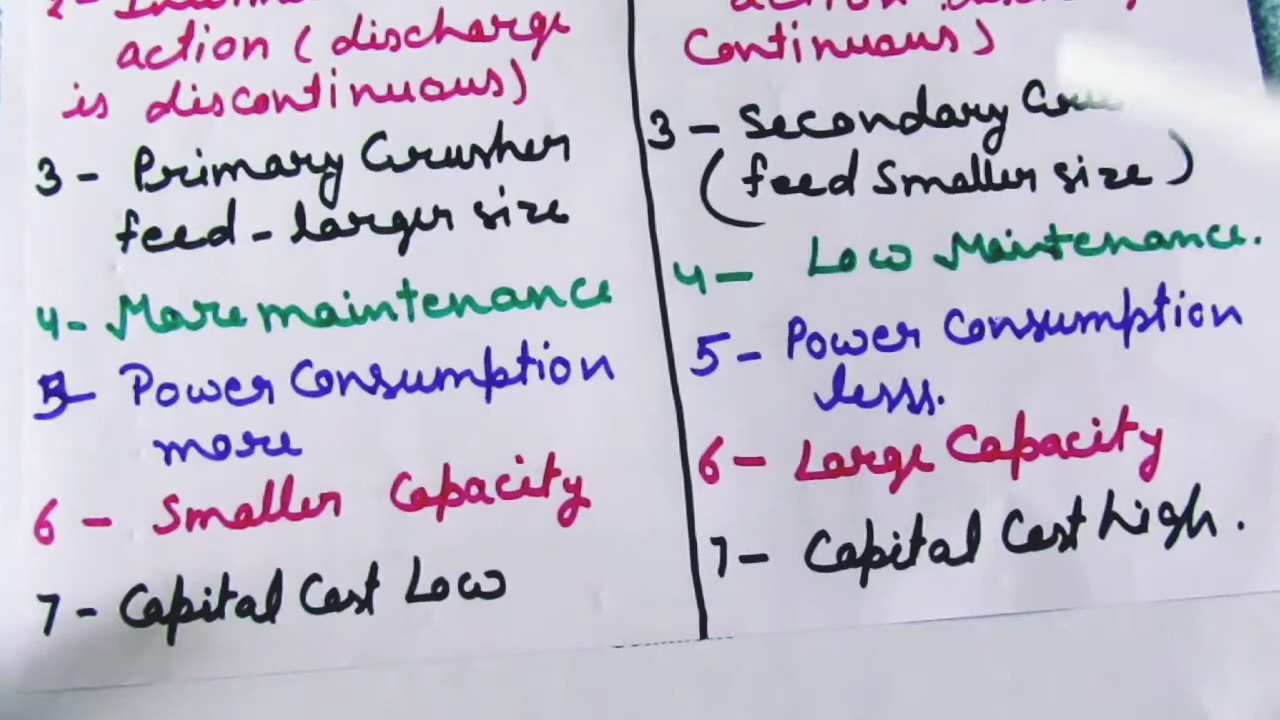 2-
action (discharge
is discontinuous)
3 - Primary Crusher
feed - larger size
4 - More maintenance
5 - Power Consumption
more
6 - Smaller Capacity
7 - Capital Cost Low
Continuous)
3 - Secondary
(feed Smaller size)
4 - Low Maintenance.
5 - Power Consumption
less.
6 - Large Capacity
7 - Capital Cost high.